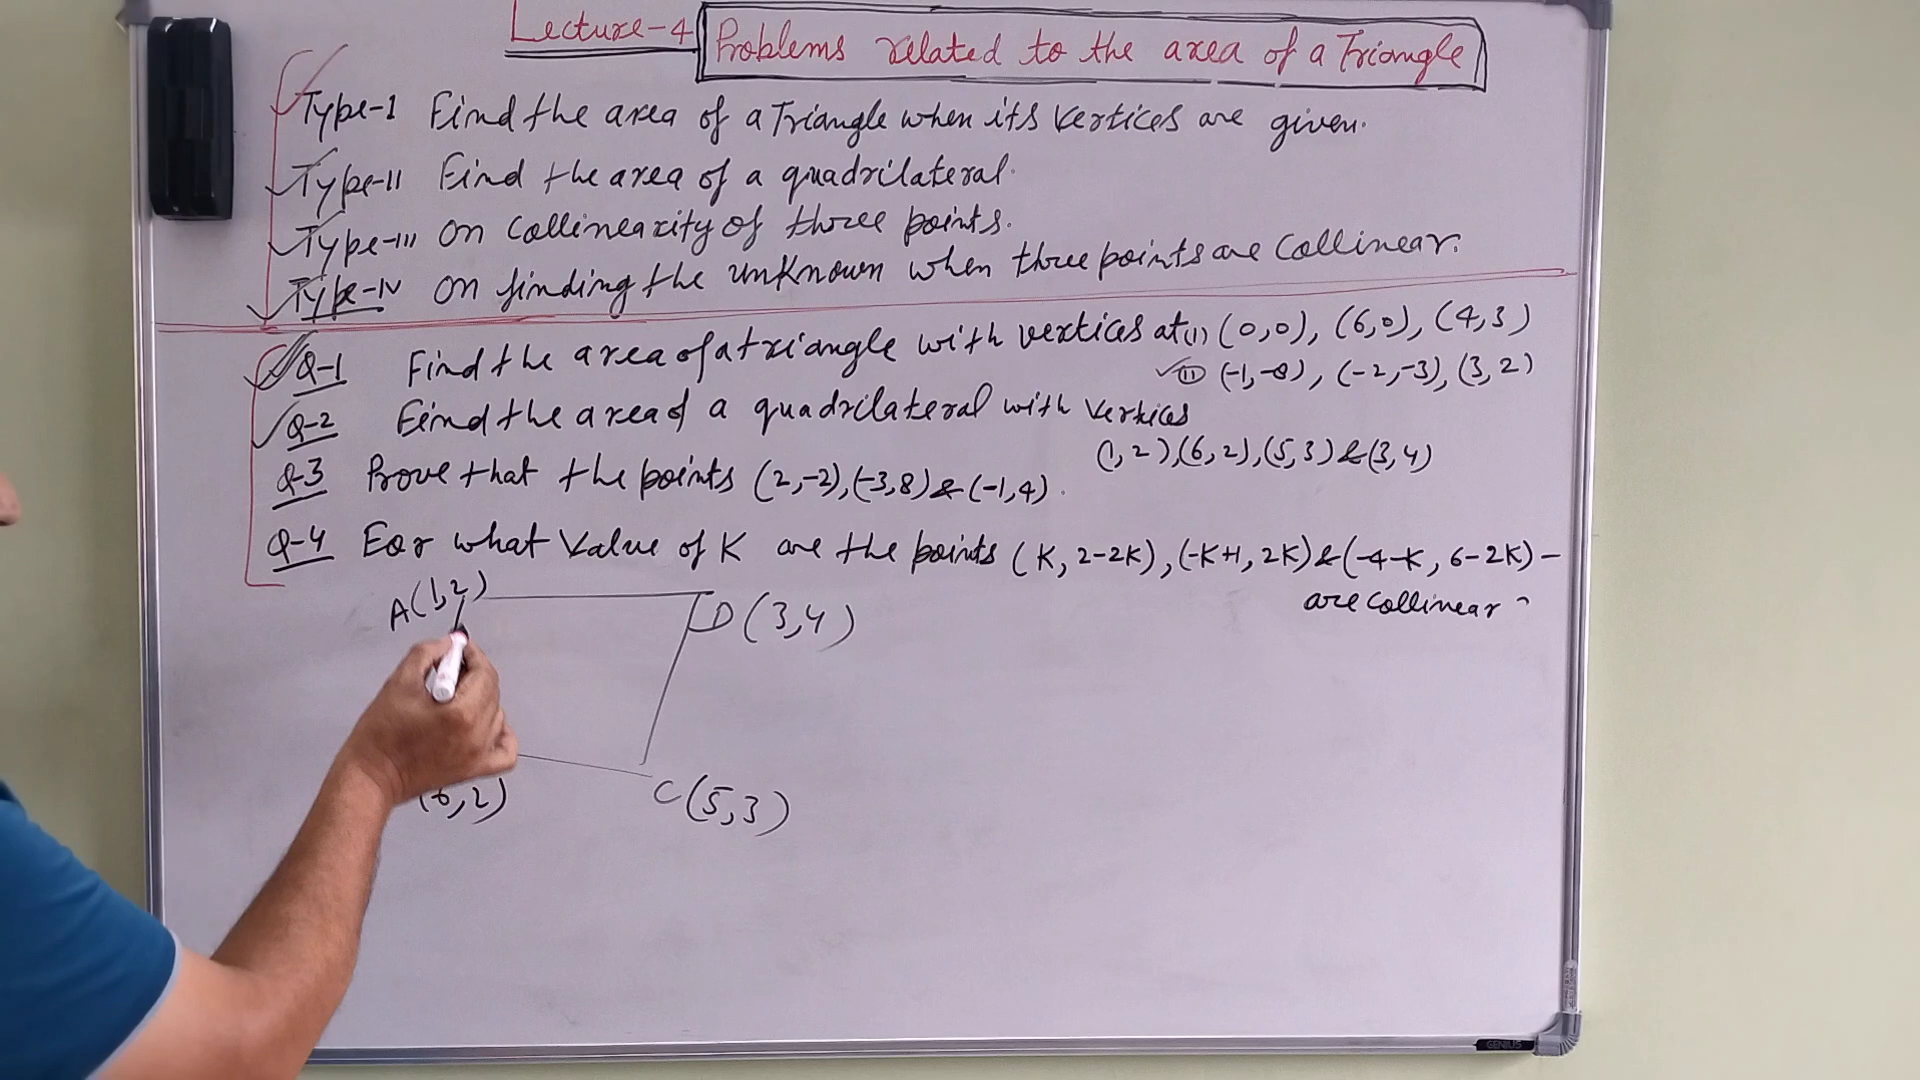 Lecture-4 Problems related to the area of a Triangle
Type-I Find the area of a Triangle when its vertices are given.
Type-II Find the area of a quadrilateral.
Type-III on collinearity of three points.
Type-IV on finding the unknown when three points are collinear.
Q-1 Find the area of a triangle with vertices at (I) (0,0), (6,0), (4,3)
(II) (-1,-8), (-2,-3), (3,2)
Q-2 Find the area of a quadrilateral with vertices
(1,2),(6,2),(5,3)&(3,4)
Q-3 Prove that the points (2,-2),(-3,8)&(-1,4).
Q-4 For what value of K are the points (K, 2-2K),(-K+1, 2K)&(-4-K, 6-2K)-
are collinear
A(1,2)
D(3,4)
(6,2)
C(5,3)
GENIUS